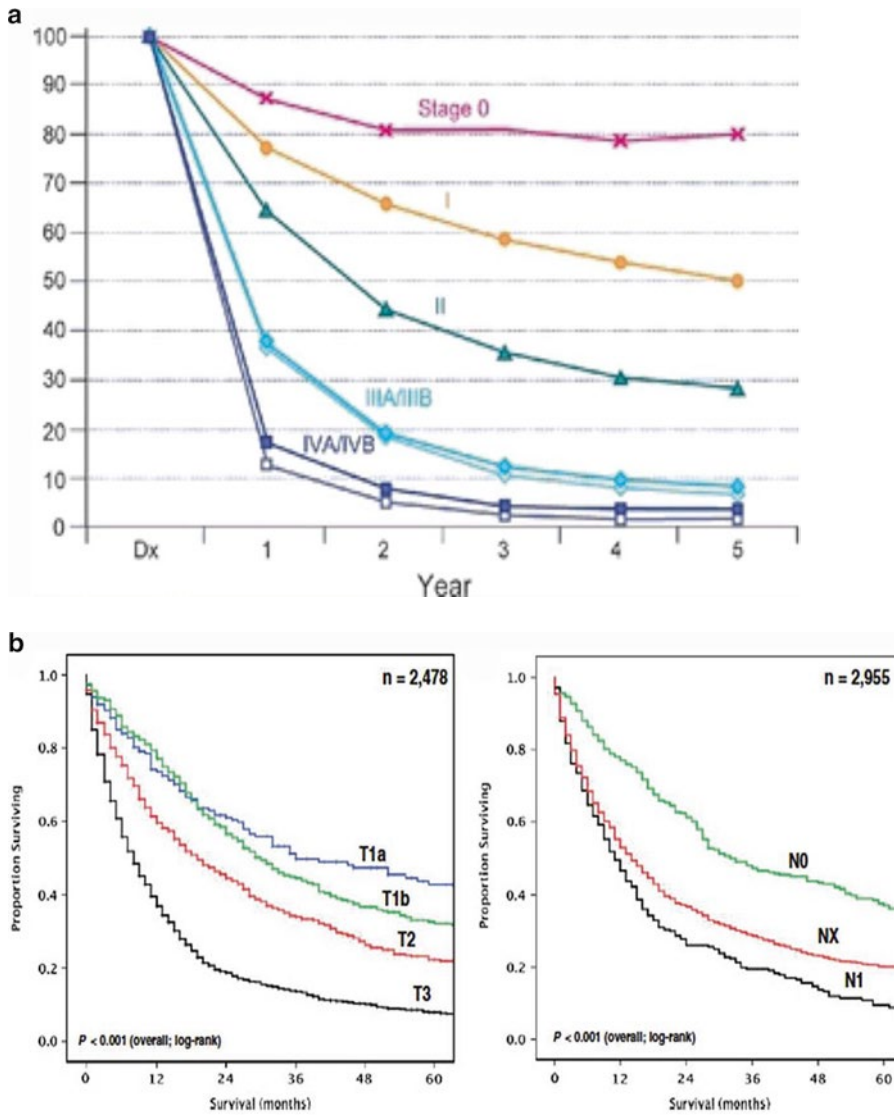 a
100
90
80
70
60
50
40
30
20
10
0
Stage 0
I
II
IIIA/IIIB
IVA/IVB
Dx 1 2 3 4 5
Year
b
n = 2,478
1.0
0.8
0.6
0.4
0.2
0.0
Proportion Surviving
T1a
T1b
T2
T3
P < 0.001 (overall; log-rank)
0 12 24 36 48 60
Survival (months)
n = 2,955
1.0
0.8
0.6
0.4
0.2
0.0
Proportion Surviving
N0
NX
N1
P < 0.001 (overall; log-rank)
0 12 24 36 48 60
Survival (months)